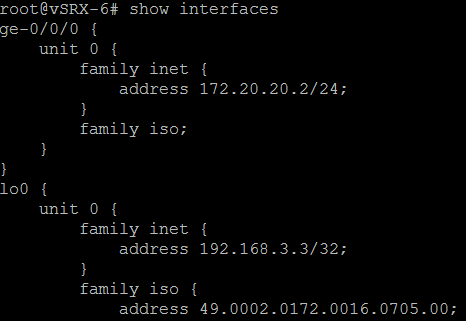 root@vSRX-6# show interfaces
ge-0/0/0 {
    unit 0 {
        family inet {
            address 172.20.20.2/24;
        }
        family iso;
    }
}
lo0 {
    unit 0 {
        family inet {
            address 192.168.3.3/32;
        }
        family iso {
            address 49.0002.0172.0016.0705.00;